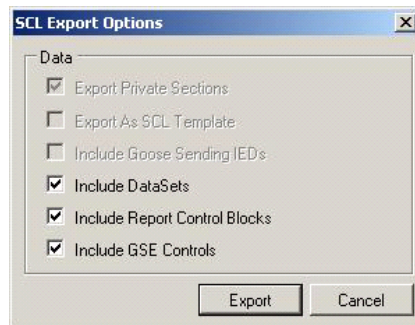 SCL Export Options
Data
Export Private Sections
Export As SCL Template
Include Goose Sending IEDs
Include DataSets
Include Report Control Blocks
Include GSE Controls
Export Cancel